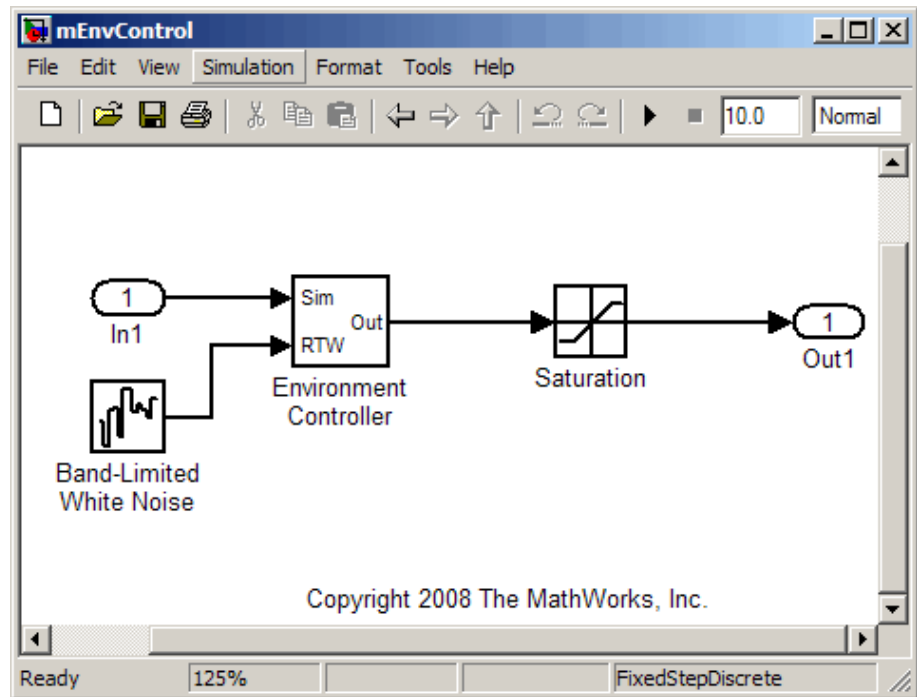 mEnvControl
File Edit View Simulation Format Tools Help
10.0 Normal
1
In1
Sim
Out
RTW
Environment
Controller
Saturation
1
Out1
Band-Limited
White Noise
Copyright 2008 The MathWorks, Inc.
Ready 125% FixedStepDiscrete